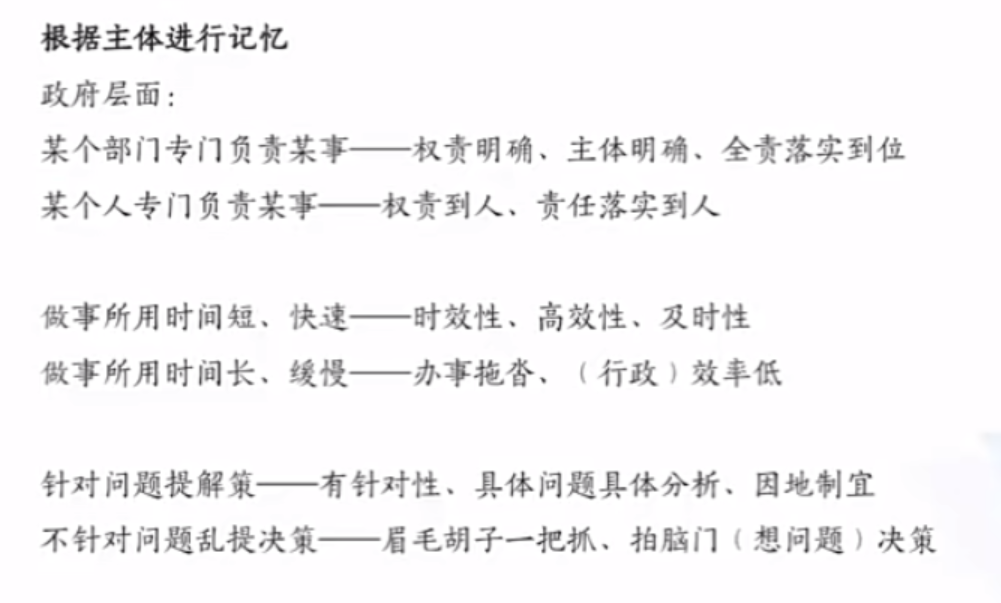 根据主体进行记忆
政府层面：
某个部门专门负责某事——权责明确、主体明确、全责落实到位
某个人专门负责某事——权责到人、责任落实到人
做事所用时间短、快速——时效性、高效性、及时性
做事所用时间长、缓慢——办事拖沓、（行政）效率低
针对问题提解策——有针对性、具体问题具体分析、因地制宜
不针对问题乱提决策——眉毛胡子一把抓、拍脑门（想问题）决策